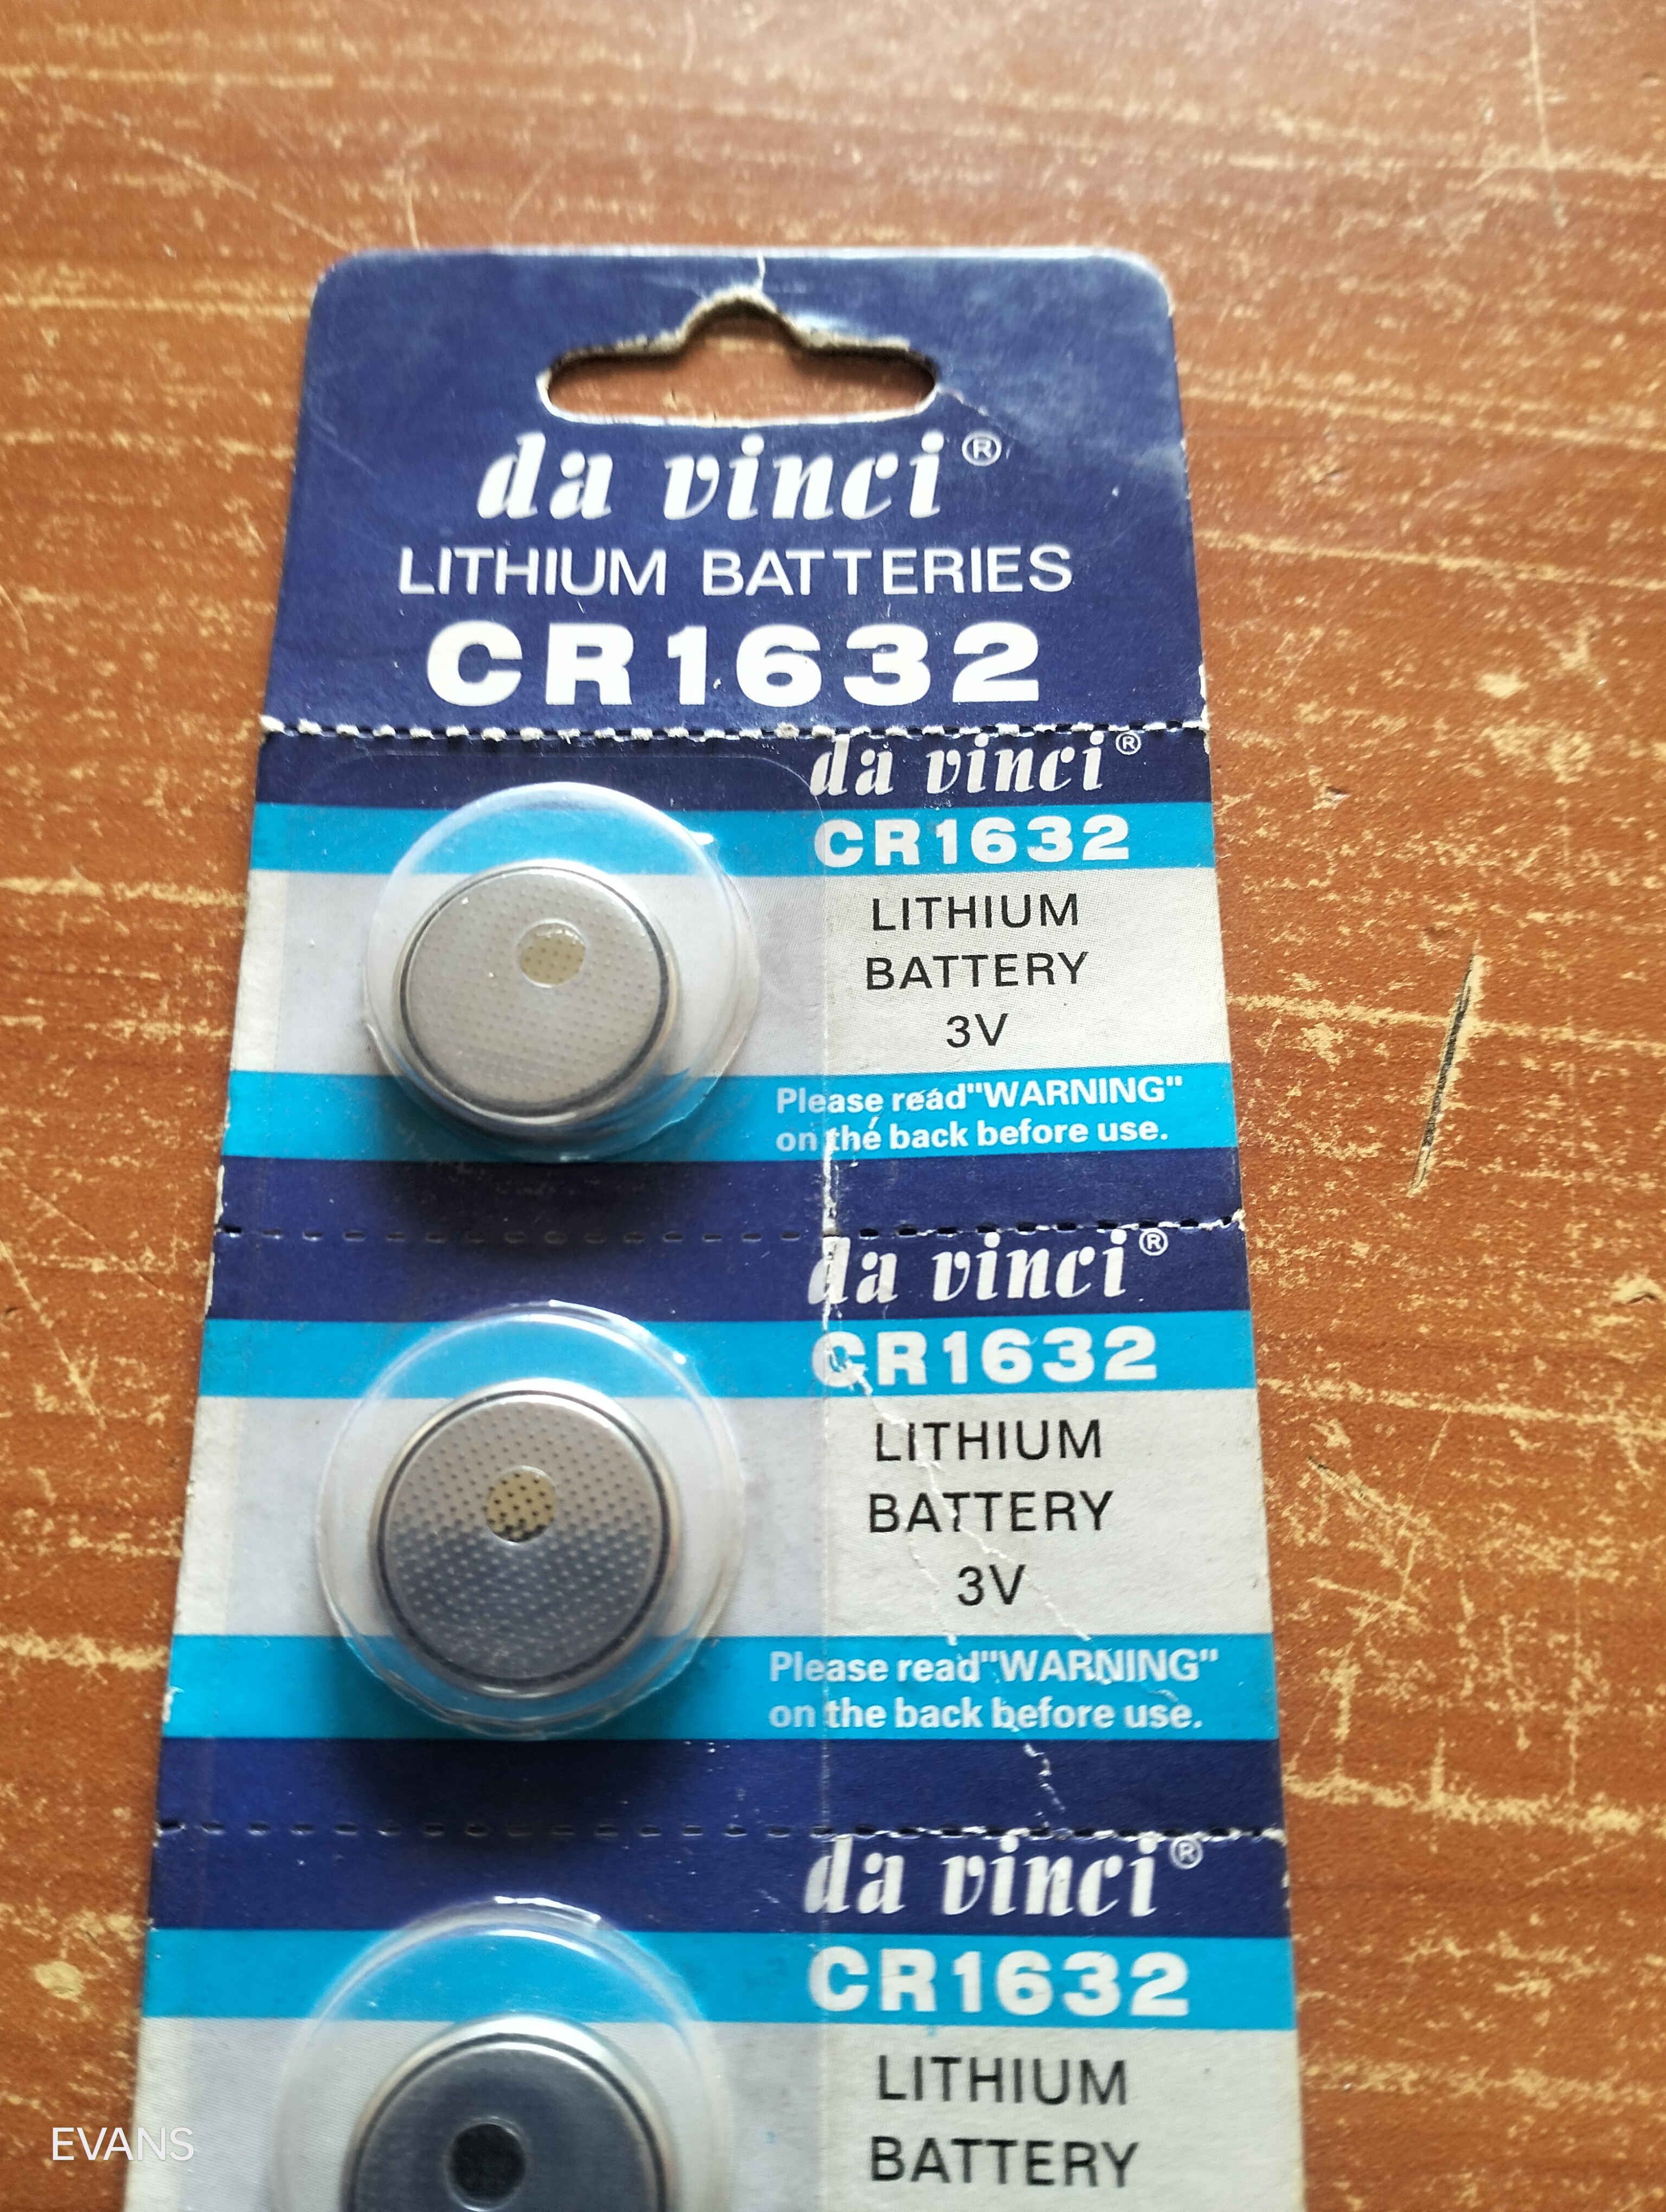 da vinci®
LITHIUM BATTERIES
CR1632
da vinci®
CR1632
LITHIUM
BATTERY
3V
Please read"WARNING"
on the back before use.
da vinci®
CR1632
LITHIUM
BATTERY
3V
Please read"WARNING"
on the back before use.
da vinci®
CR1632
LITHIUM
BATTERY
EVANS